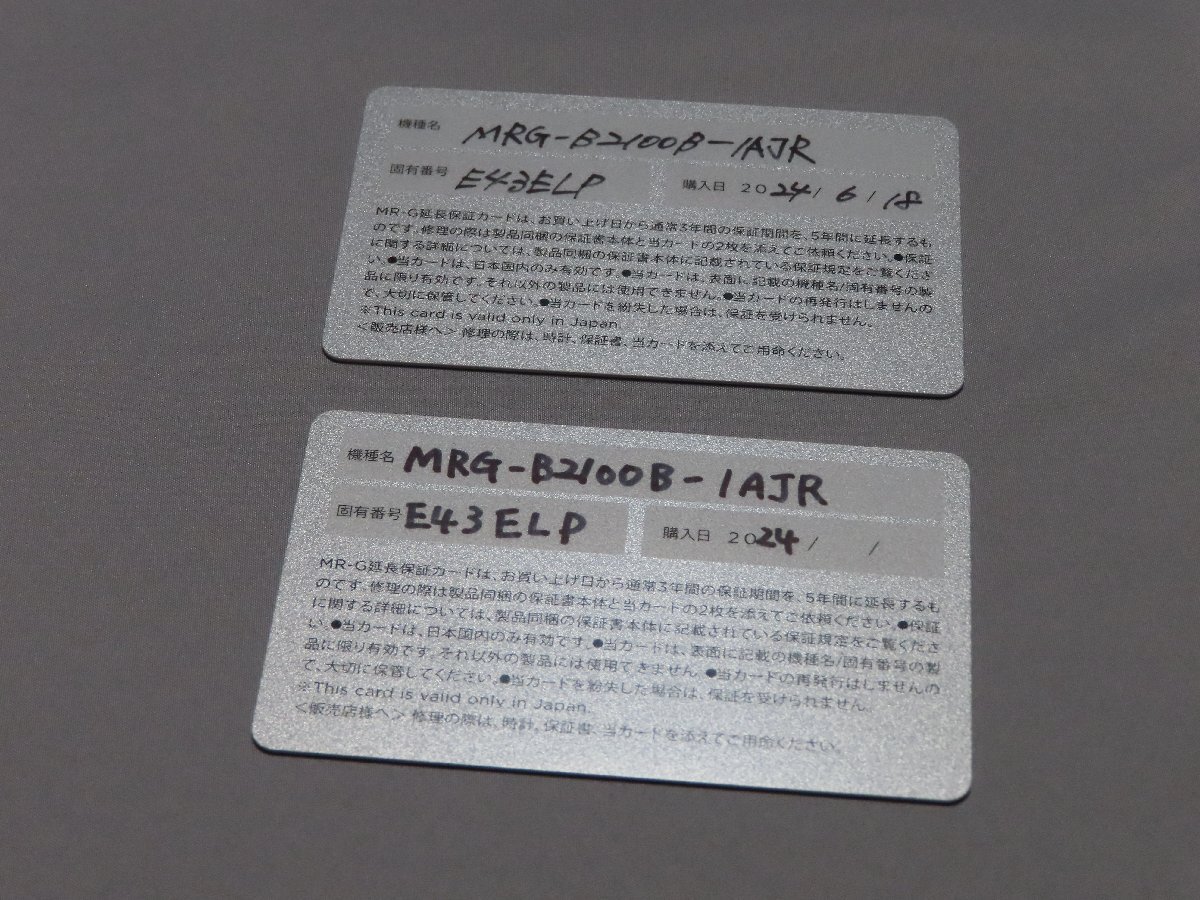 機種名 MRG-B2100B-1AJR
固有番号 E43ELP 購入日 2024/6/18
MR-G延長保証カードは、お買い上げ日から通常3年間の保証期間を、5年間に延長するも
のです。修理の際は製品同梱の保証書本体と当カードの2枚を添えてご依頼ください。●保証
に関する詳細については、製品同梱の保証書本体に記載されている保証規定をご覧くださ
い。●当カードは、日本国内のみ有効です。●当カードは、表面に記載の機種名/固有番号の製
品に限り有効です。それ以外の製品には使用できません。●当カードの再発行はしませんの
で、大切に保管してください。●当カードを紛失した場合は、保証を受けられません。
※This card is valid only in Japan.
<販売店様へ> 修理の際は、時計、保証書、当カードを添えてご用命ください。
機種名 MRG-B2100B-1AJR
固有番号 E43ELP 購入日 2024/ /
MR-G延長保証カードは、お買い上げ日から通常3年間の保証期間を、5年間に延長するも
のです。修理の際は製品同梱の保証書本体と当カードの2枚を添えてご依頼ください。●保証
に関する詳細については、製品同梱の保証書本体に記載されている保証規定をご覧くださ
い。●当カードは、日本国内のみ有効です。●当カードは、表面に記載の機種名/固有番号の製
品に限り有効です。それ以外の製品には使用できません。●当カードの再発行はしませんの
で、大切に保管してください。●当カードを紛失した場合は、保証を受けられません。
※This card is valid only in Japan.
<販売店様へ> 修理の際は、時計、保証書、当カードを添えてご用命ください。